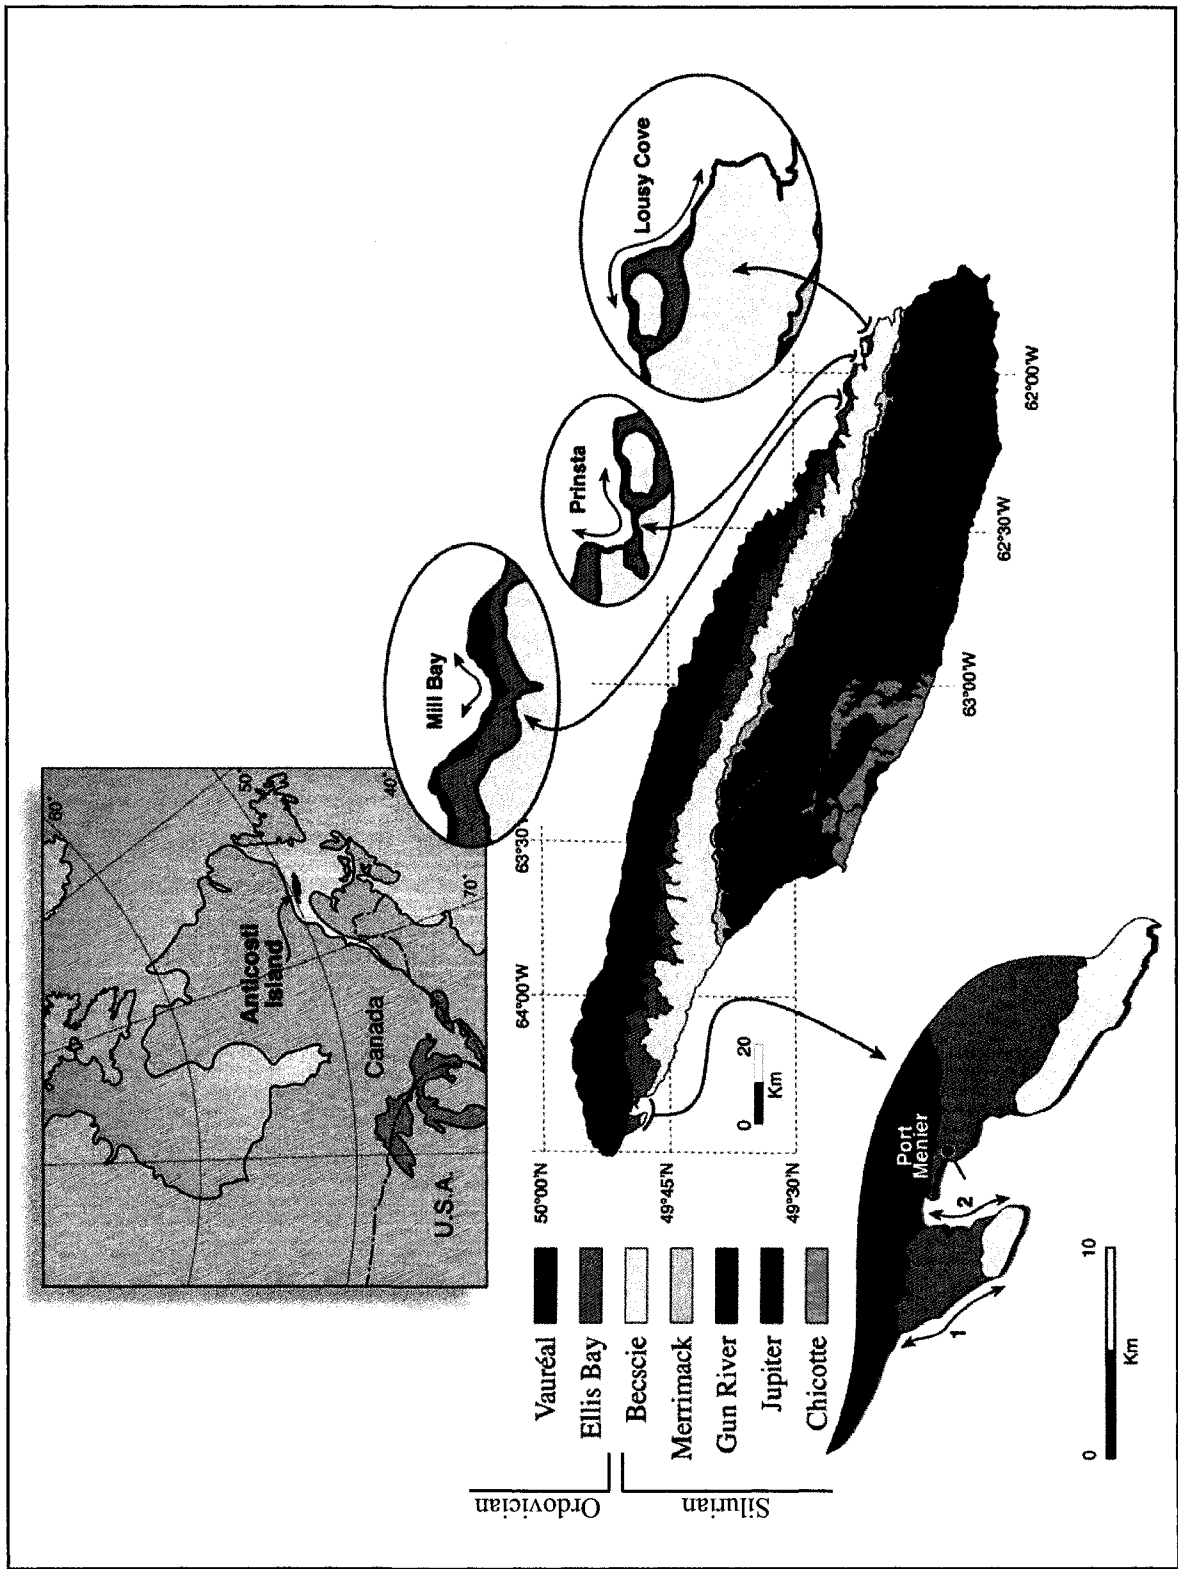 60°
50°
40°
70°
Anticosti
Island
Canada
U.S.A.
Mill Bay
Prinsta
Lousy Cove
50°00'N
49°45'N
49°30'N
64°00'W
63°30'
63°00'W
62°30'W
62°00'W
0 20
Km
Ordovician
Silurian
Vauréal
Ellis Bay
Becscie
Merrimack
Gun River
Jupiter
Chicotte
Port
Menier
1
2
0 10
Km